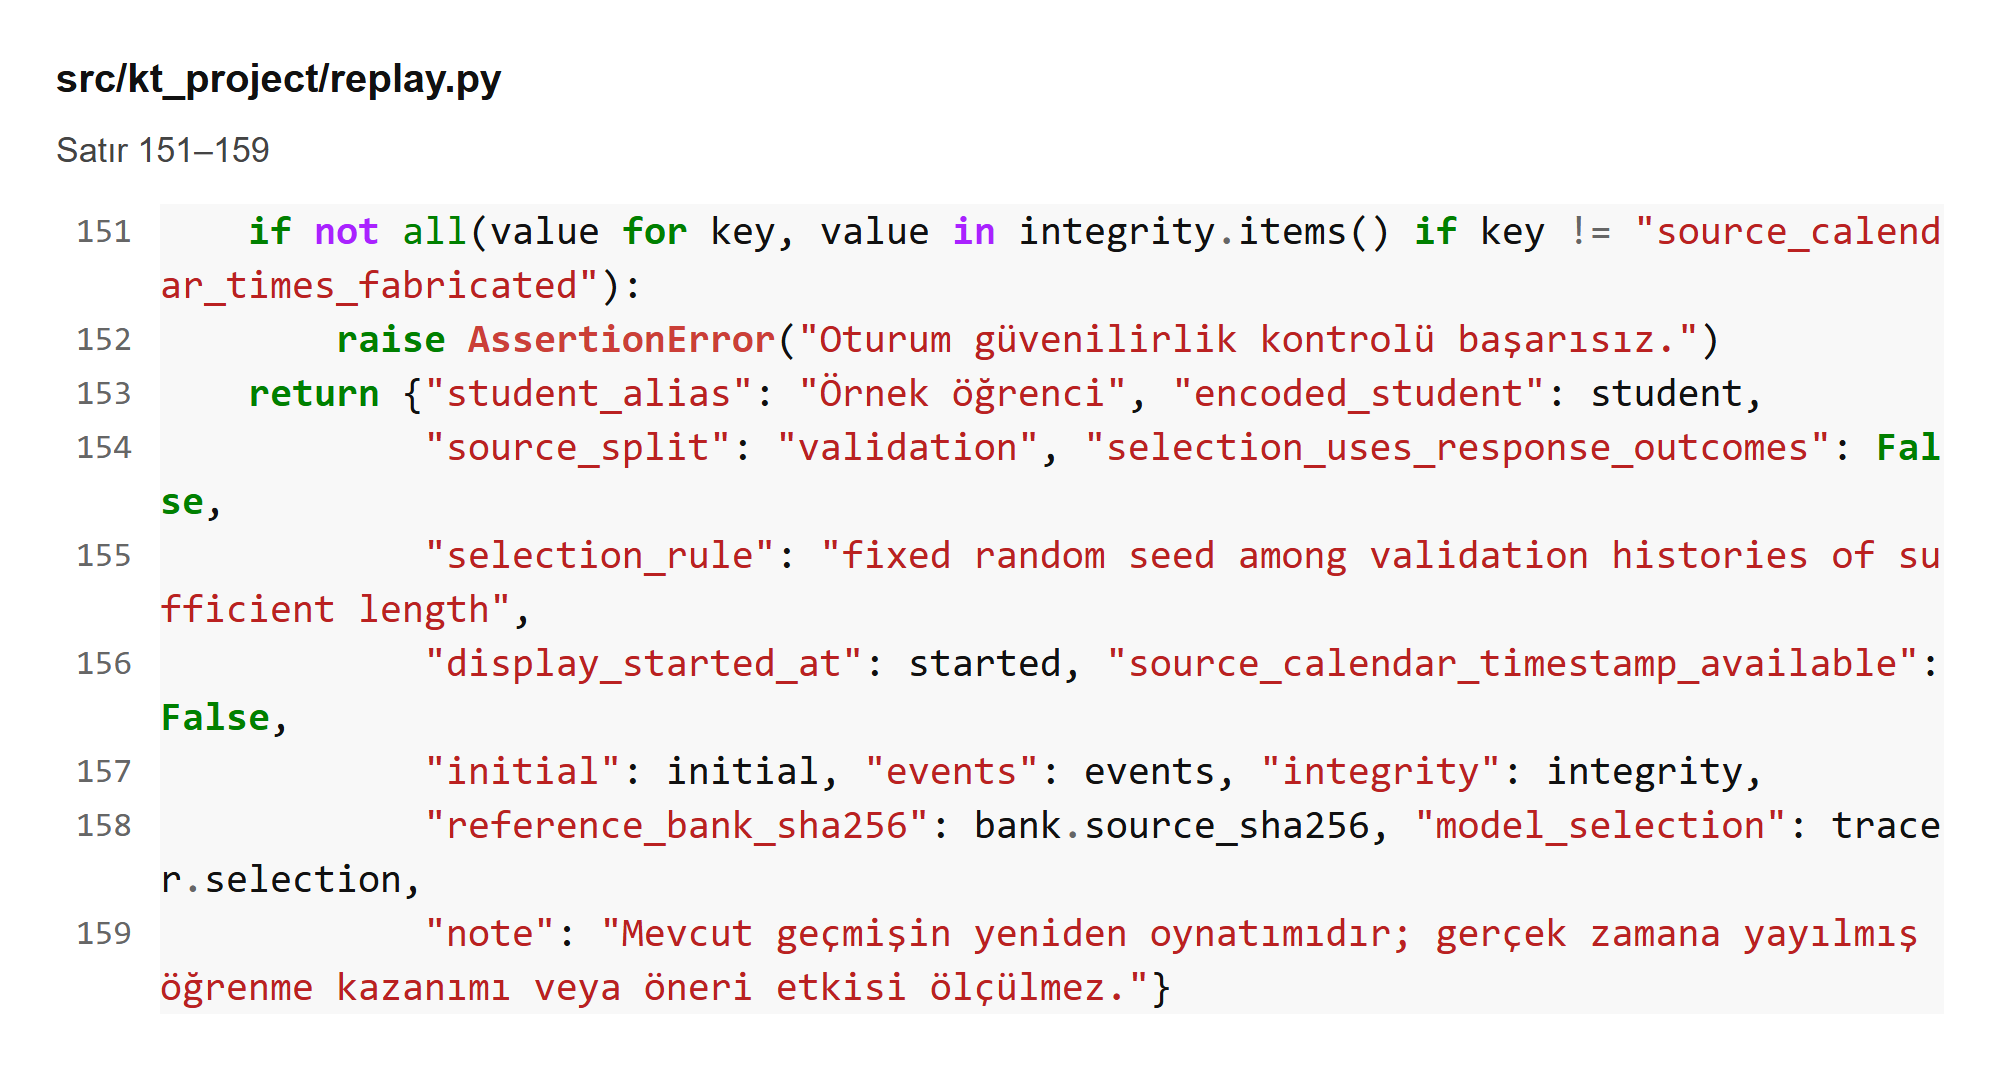 src/kt_project/replay.py
Satır 151–159
151     if not all(value for key, value in integrity.items() if key != "source_calend
ar_times_fabricated"):
152         raise AssertionError("Oturum güvenilirlik kontrolü başarısız.")
153     return {"student_alias": "Örnek öğrenci", "encoded_student": student,
154             "source_split": "validation", "selection_uses_response_outcomes": Fal
se,
155             "selection_rule": "fixed random seed among validation histories of su
fficient length",
156             "display_started_at": started, "source_calendar_timestamp_available":
False,
157             "initial": initial, "events": events, "integrity": integrity,
158             "reference_bank_sha256": bank.source_sha256, "model_selection": trace
r.selection,
159             "note": "Mevcut geçmişin yeniden oynatımıdır; gerçek zamana yayılmış
öğrenme kazanımı veya öneri etkisi ölçülmez."}